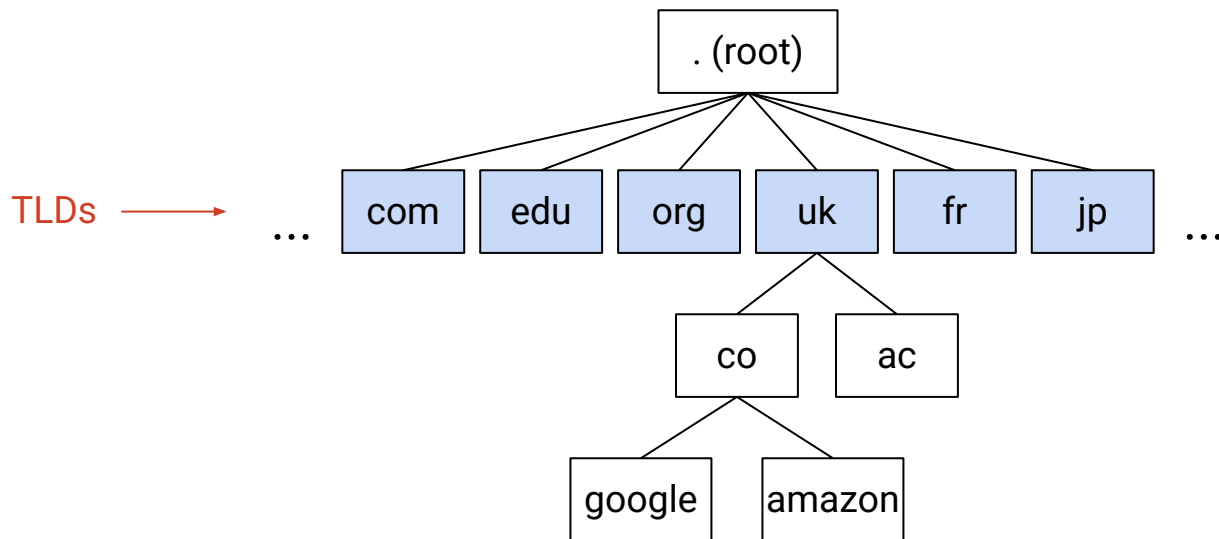 . (root)
TLDs
... com edu org uk fr jp ...
co ac
google amazon